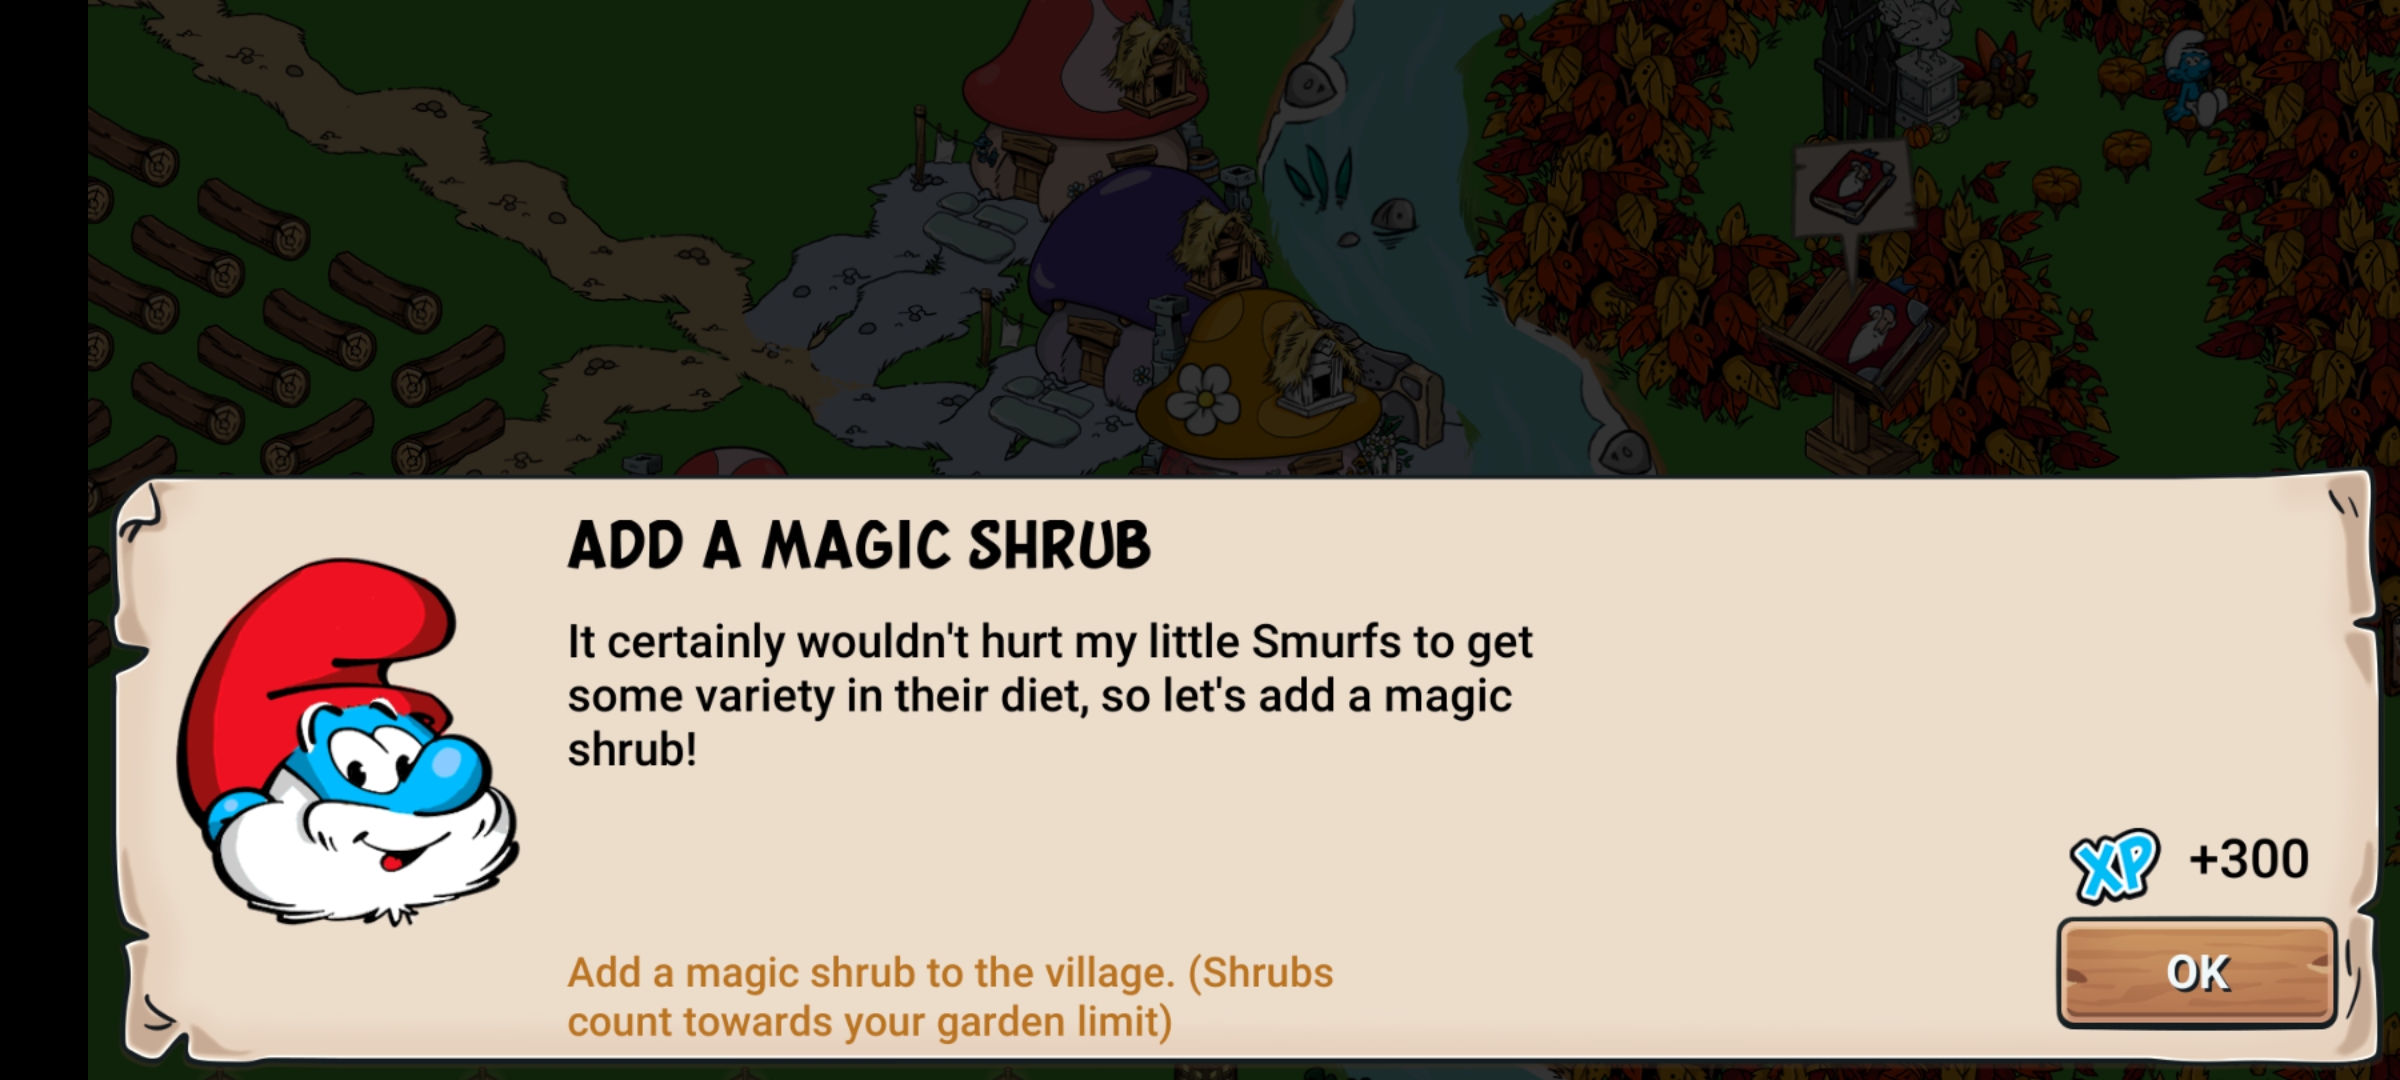 ADD A MAGIC SHRUB
It certainly wouldn't hurt my little Smurfs to get
some variety in their diet, so let's add a magic
shrub!
XP +300
Add a magic shrub to the village. (Shrubs
count towards your garden limit)
OK